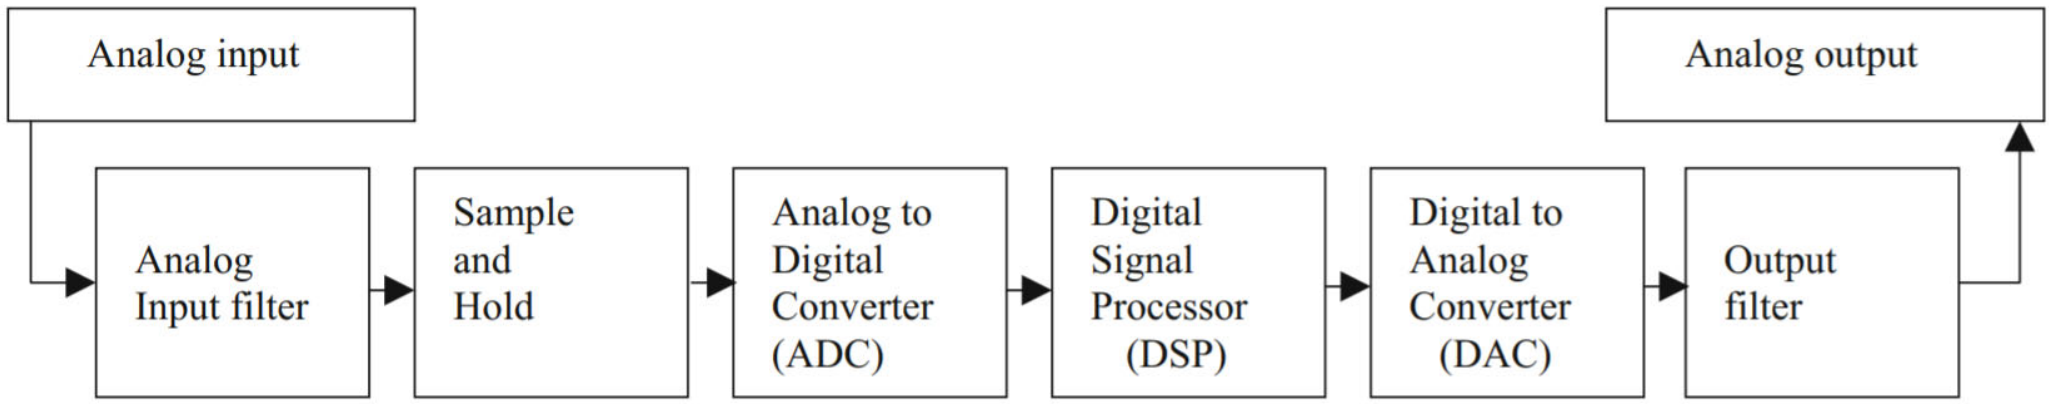 Analog input
Analog output
Analog
Input filter
Sample
and
Hold
Analog to
Digital
Converter
(ADC)
Digital
Signal
Processor
(DSP)
Digital to
Analog
Converter
(DAC)
Output
filter